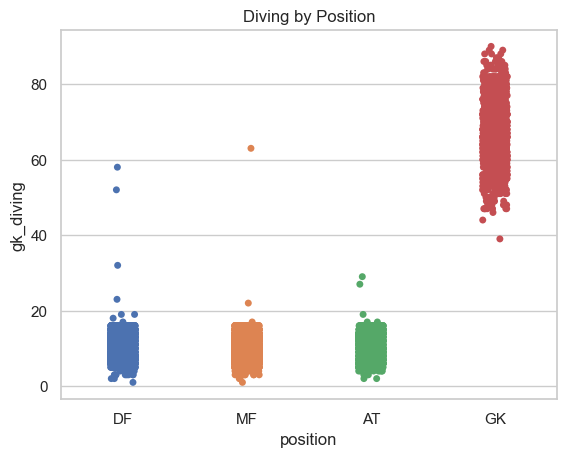 Diving by Position
gk_diving
80
60
40
20
0
DF MF AT GK
position